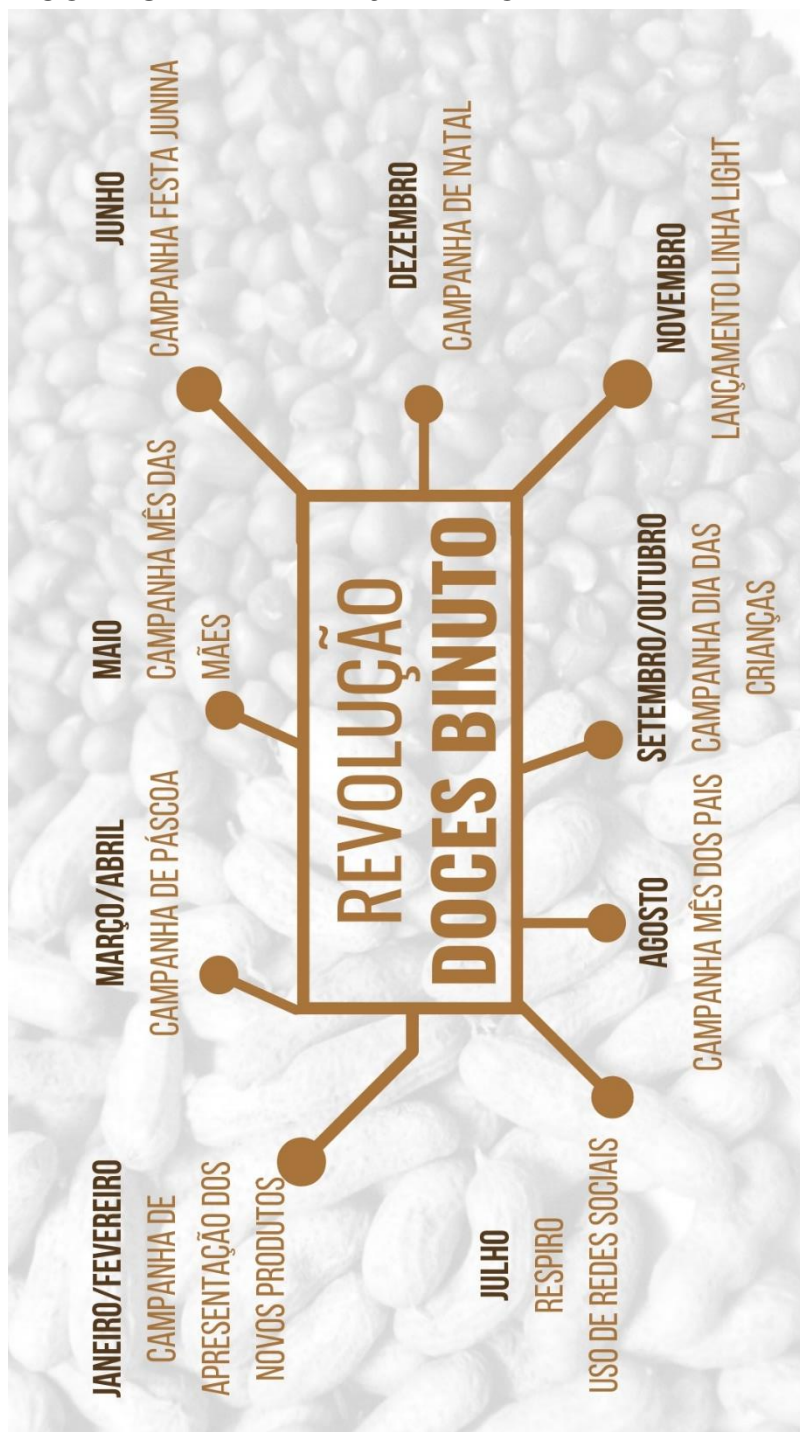 JANEIRO/FEVEREIRO
CAMPANHA DE
APRESENTAÇÃO DOS
NOVOS PRODUTOS
MARÇO/ABRIL
CAMPANHA DE PÁSCOA
MAIO
CAMPANHA MÊS DAS
MÃES
JUNHO
CAMPANHA FESTA JUNINA
REVOLUÇÃO
DOCES BINUTO
DEZEMBRO
CAMPANHA DE NATAL
JULHO
RESPIRO
USO DE REDES SOCIAIS
AGOSTO
CAMPANHA MÊS DOS PAIS
SETEMBRO/OUTUBRO
CAMPANHA DIA DAS
CRIANÇAS
NOVEMBRO
LANÇAMENTO LINHA LIGHT